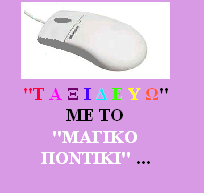 "Τ Α Ξ Ι Δ Ε Υ Ω"
ΜΕ ΤΟ
"ΜΑΓΙΚΟ
ΠΟΝΤΙΚΙ" ...